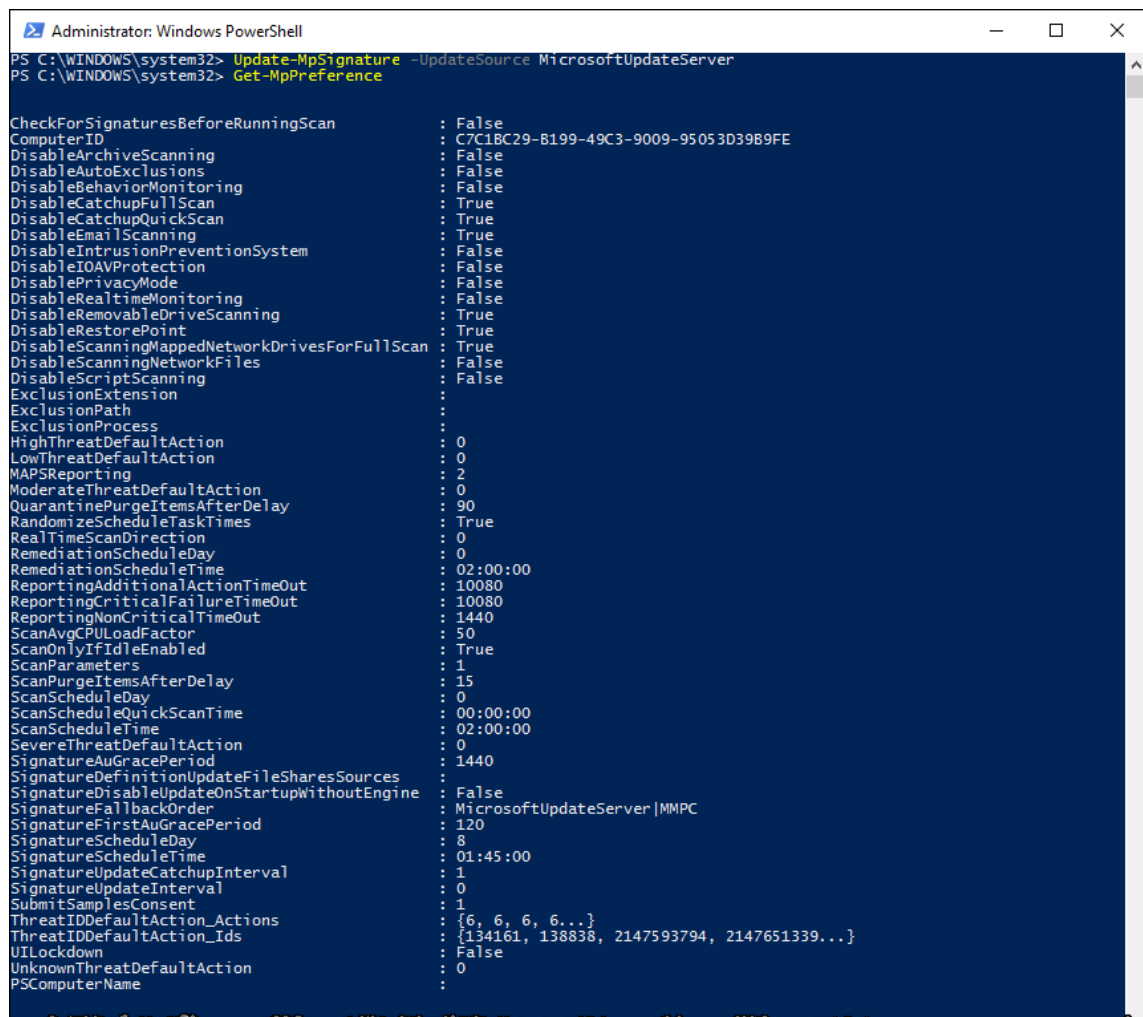 Administrator: Windows PowerShell
PS C:\WINDOWS\system32> Update-MpSignature -UpdateSource MicrosoftUpdateServer
PS C:\WINDOWS\system32> Get-MpPreference
CheckForSignaturesBeforeRunningScan : False
ComputerID : C7C1BC29-B199-49C3-9009-95053D39B9FE
DisableArchiveScanning : False
DisableAutoExclusions : False
DisableBehaviorMonitoring : False
DisableCatchupFullScan : True
DisableCatchupQuickScan : True
DisableEmailScanning : True
DisableIntrusionPreventionSystem : False
DisableIOAVProtection : False
DisablePrivacyMode : False
DisableRealtimeMonitoring : False
DisableRemovableDriveScanning : True
DisableRestorePoint : True
DisableScanningMappedNetworkDrivesForFullScan : True
DisableScanningNetworkFiles : False
DisableScriptScanning : False
ExclusionExtension :
ExclusionPath :
ExclusionProcess :
HighThreatDefaultAction : 0
LowThreatDefaultAction : 0
MAPSReporting : 2
ModerateThreatDefaultAction : 0
QuarantinePurgeItemsAfterDelay : 90
RandomizeScheduleTaskTimes : True
RealTimeScanDirection : 0
RemediationScheduleDay : 0
RemediationScheduleTime : 02:00:00
ReportingAdditionalActionTimeOut : 10080
ReportingCriticalFailureTimeOut : 10080
ReportingNonCriticalTimeOut : 1440
ScanAvgCPULoadFactor : 50
ScanOnlyIfIdleEnabled : True
ScanParameters : 1
ScanPurgeItemsAfterDelay : 15
ScanScheduleDay : 0
ScanScheduleQuickScanTime : 00:00:00
ScanScheduleTime : 02:00:00
SevereThreatDefaultAction : 0
SignatureAuGracePeriod : 1440
SignatureDefinitionUpdateFileSharesSources :
SignatureDisableUpdateOnStartupWithoutEngine : False
SignatureFallbackOrder : MicrosoftUpdateServer|MMPC
SignatureFirstAuGracePeriod : 120
SignatureScheduleDay : 8
SignatureScheduleTime : 01:45:00
SignatureUpdateCatchupInterval : 1
SignatureUpdateInterval : 0
SubmitSamplesConsent : 1
ThreatIDDefaultAction_Actions : {6, 6, 6, 6...}
ThreatIDDefaultAction_Ids : {134161, 138838, 2147593794, 2147651339...}
UILockdown : False
UnknownThreatDefaultAction : 0
PSComputerName :